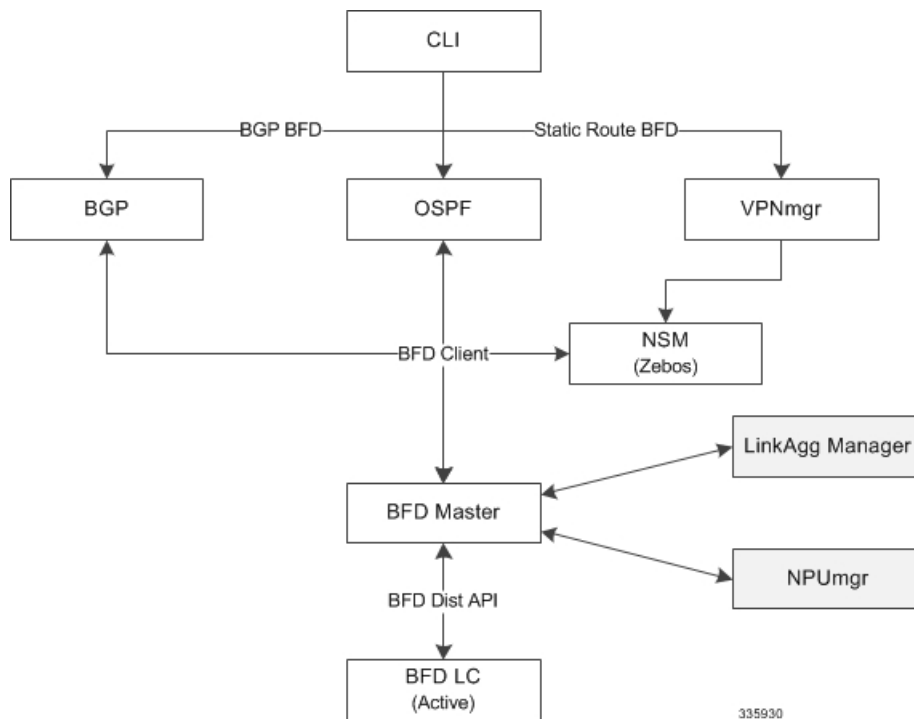 CLI
BGP BFD
Static Route BFD
BGP
OSPF
VPNmgr
BFD Client
NSM
(Zebos)
LinkAgg Manager
BFD Master
NPUmgr
BFD Dist API
BFD LC
(Active)
335930